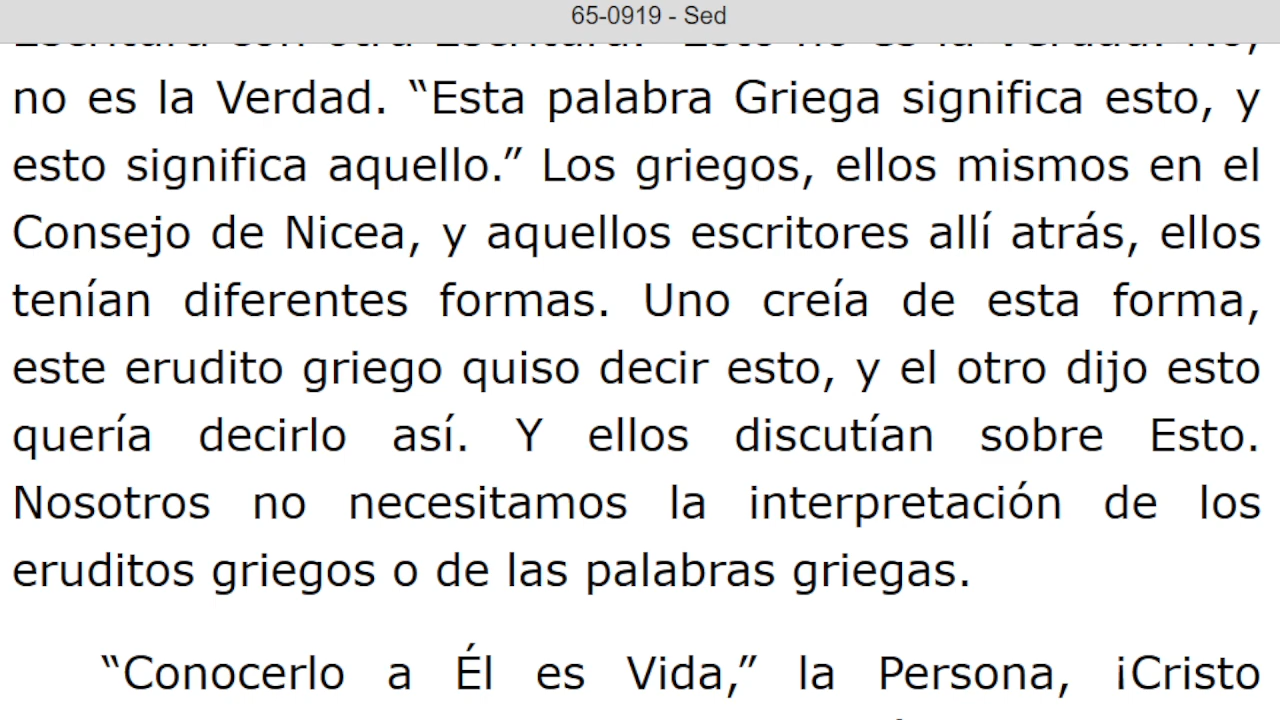 65-0919 - Sed
no es la Verdad. “Esta palabra Griega significa esto, y
esto significa aquello.” Los griegos, ellos mismos en el
Consejo de Nicea, y aquellos escritores allí atrás, ellos
tenían diferentes formas. Uno creía de esta forma,
este erudito griego quiso decir esto, y el otro dijo esto
quería decirlo así. Y ellos discutían sobre Esto.
Nosotros no necesitamos la interpretación de los
eruditos griegos o de las palabras griegas.
“Conocerlo a Él es Vida,” la Persona, ¡Cristo